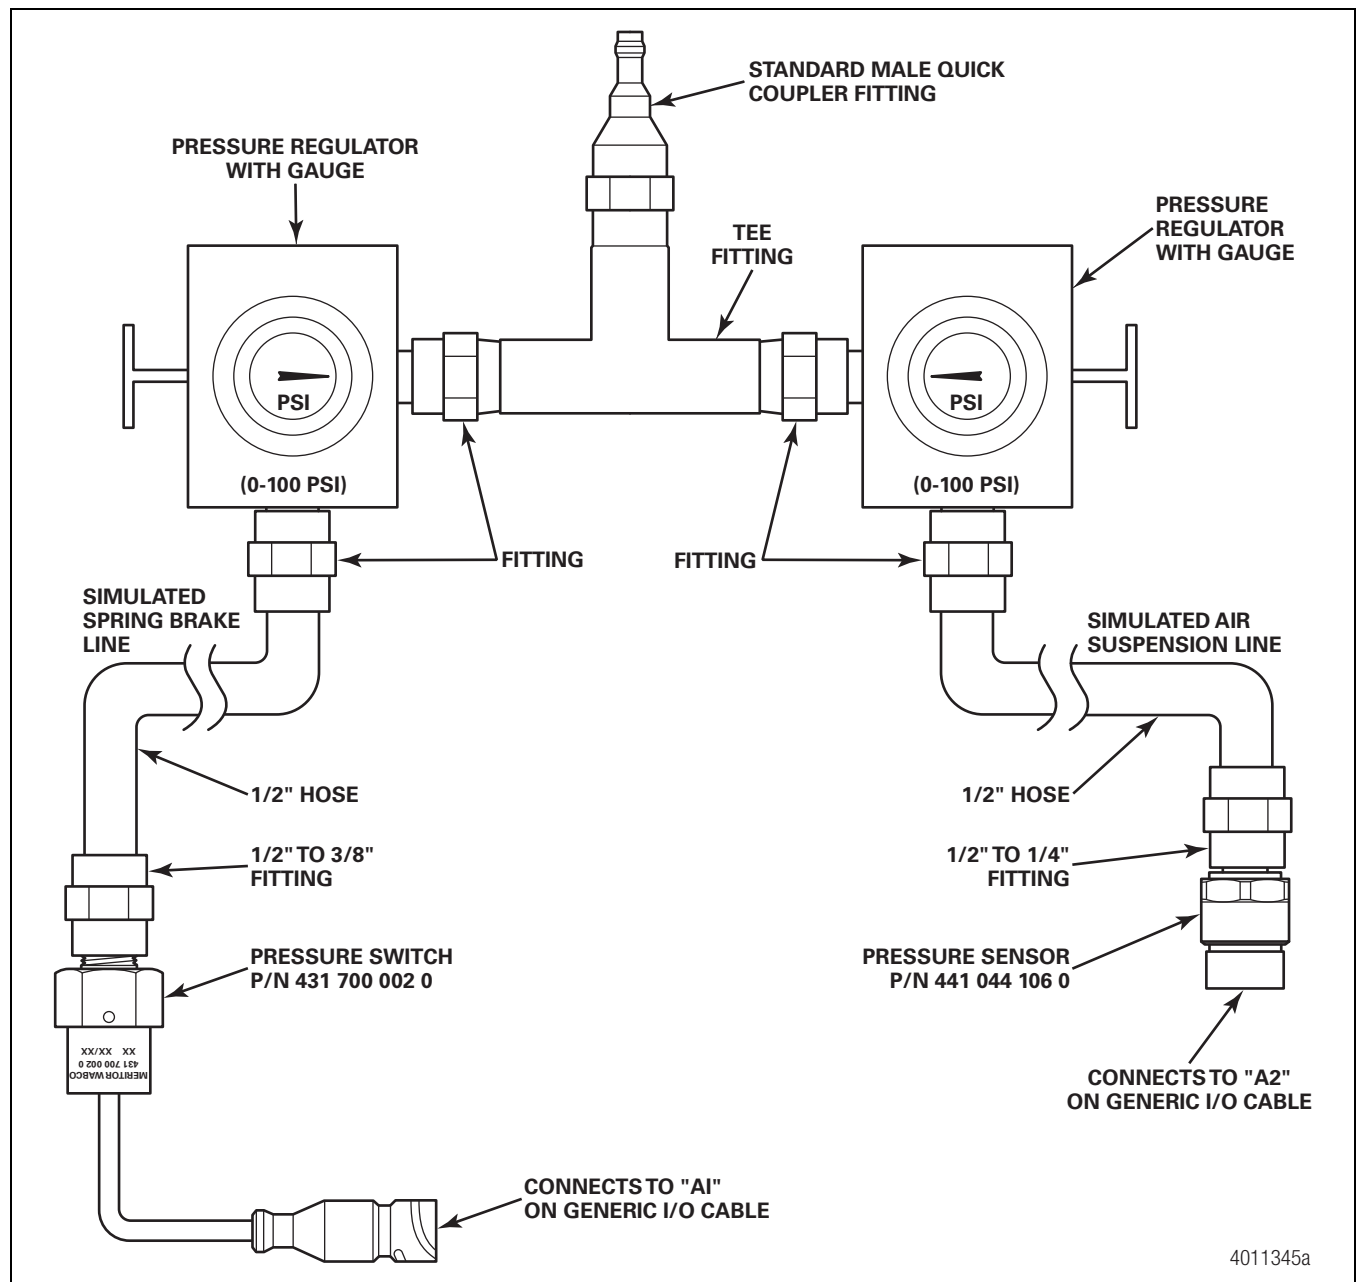 STANDARD MALE QUICK
COUPLER FITTING
PRESSURE REGULATOR
WITH GAUGE
PRESSURE
REGULATOR
WITH GAUGE
TEE
FITTING
PSI
(0-100 PSI)
PSI
(0-100 PSI)
FITTING
FITTING
SIMULATED
SPRING BRAKE
LINE
SIMULATED AIR
SUSPENSION LINE
1/2" HOSE
1/2" HOSE
1/2" TO 3/8"
FITTING
1/2" TO 1/4"
FITTING
PRESSURE SWITCH
P/N 431 700 002 0
PRESSURE SENSOR
P/N 441 044 106 0
MERITOR WABCO
431 700 002 0
XX XX/XX
CONNECTS TO "A2"
ON GENERIC I/O CABLE
CONNECTS TO "AI"
ON GENERIC I/O CABLE
4011345a